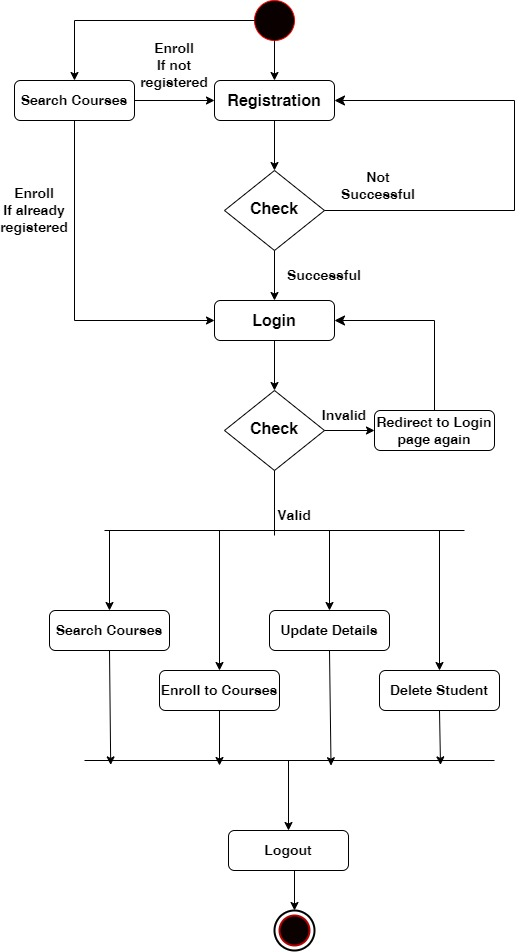 Enroll
If not
registered
Search Courses
Registration
Enroll
If already
registered
Check
Not
Successful
Successful
Login
Check
Invalid
Redirect to Login
page again
Valid
Search Courses
Update Details
Enroll to Courses
Delete Student
Logout